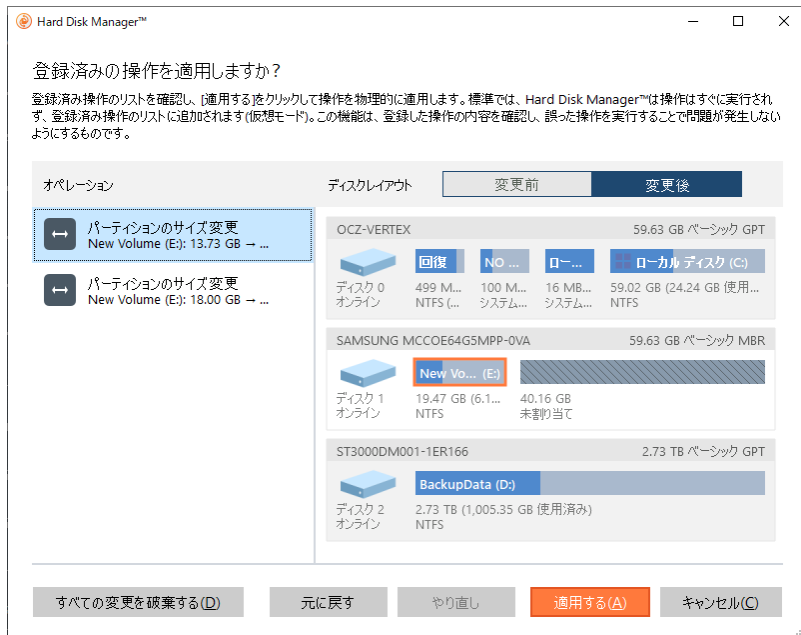 Hard Disk Manager™
登録済みの操作を適用しますか?
登録済み操作のリストを確認し、[適用する]をクリックして操作を物理的に適用します。標準では、Hard Disk Manager™は操作はすぐに実行され
ず、登録済み操作のリストに追加されます(仮想モード)。この機能は、登録した操作の内容を確認し、誤った操作を実行することで問題が発生しない
ようにするものです。
オペレーション
ディスクレイアウト 変更前 変更後
パーティションのサイズ変更
New Volume (E:): 13.73 GB → ...
パーティションのサイズ変更
New Volume (E:): 18.00 GB → ...
OCZ-VERTEX 59.63 GB ベーシック GPT
回復 NO ... ロー... ローカル ディスク (C:)
ディスク 0 499 M... 100 M... 16 MB... 59.02 GB (24.24 GB 使用...
オンライン NTFS (... システム... システム... NTFS
SAMSUNG MCCOE64G5MPP-0VA 59.63 GB ベーシック MBR
New Vo... (E:)
ディスク 1 19.47 GB (6.1... 40.16 GB
オンライン NTFS 未割り当て
ST3000DM001-1ER166 2.73 TB ベーシック GPT
BackupData (D:)
ディスク 2 2.73 TB (1,005.35 GB 使用済み)
オンライン NTFS
すべての変更を破棄する(D) 元に戻す やり直し 適用する(A) キャンセル(C)